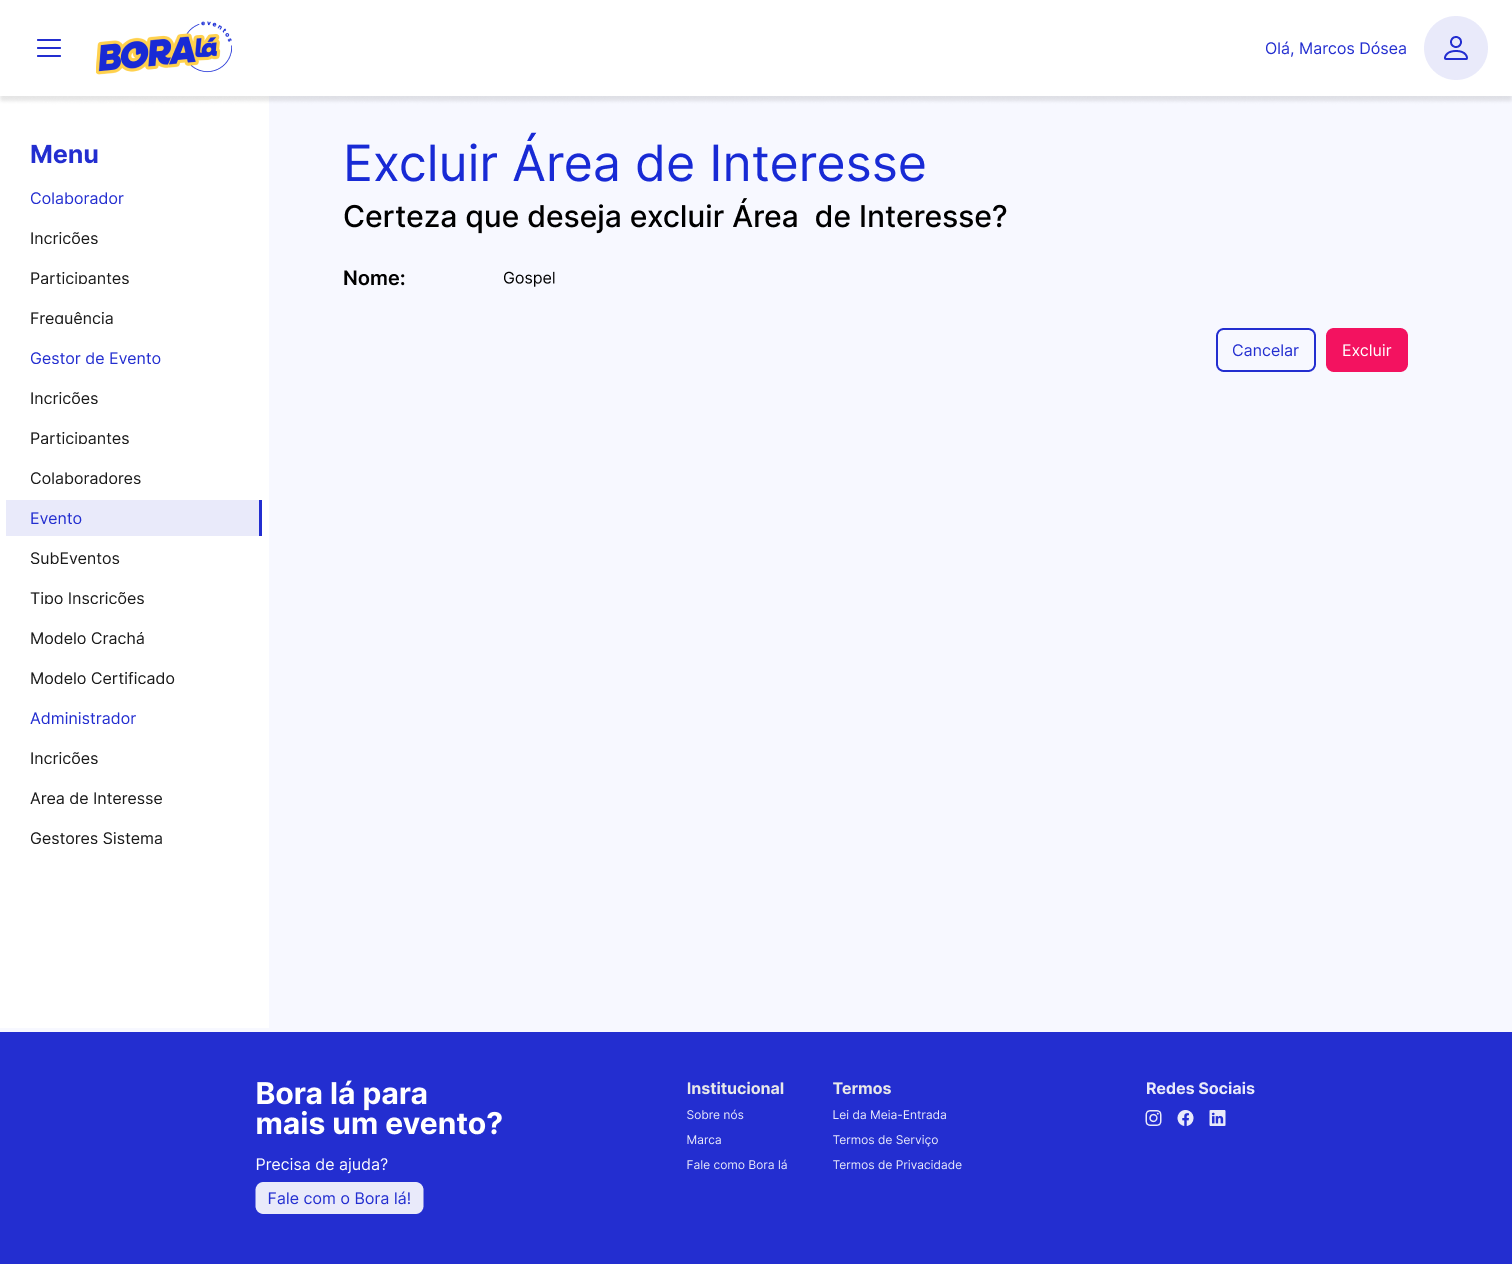 BORA lá eventos
Olá, Marcos Dósea
Menu
Colaborador
Incrições
Participantes
Frequência
Gestor de Evento
Incrições
Participantes
Colaboradores
Evento
SubEventos
Tipo Inscrições
Modelo Crachá
Modelo Certificado
Administrador
Incrições
Area de Interesse
Gestores Sistema
Excluir Área de Interesse
Certeza que deseja excluir Área  de Interesse?
Nome: Gospel
Cancelar Excluir
Bora lá para
mais um evento?
Precisa de ajuda?
Fale com o Bora lá!
Institucional
Sobre nós
Marca
Fale como Bora lá
Termos
Lei da Meia-Entrada
Termos de Serviço
Termos de Privacidade
Redes Sociais